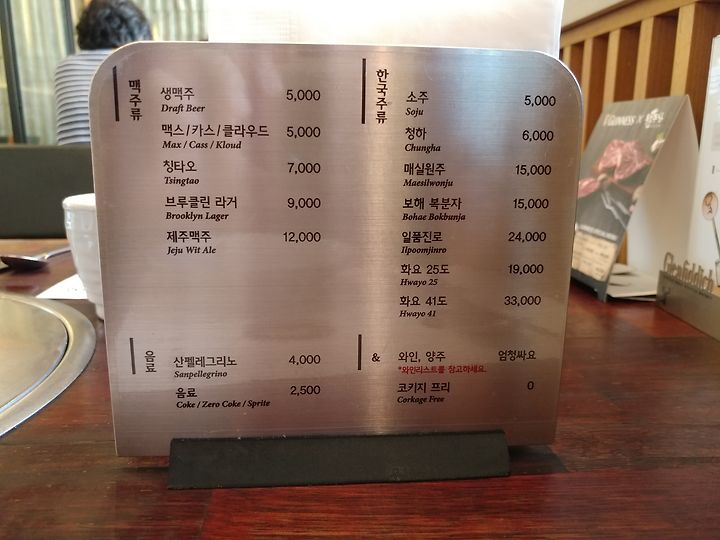 맥주류
생맥주 5,000
Draft Beer
맥스/카스/클라우드 5,000
Max / Cass / Kloud
칭타오 7,000
Tsingtao
브루클린 라거 9,000
Brooklyn Lager
제주맥주 12,000
Jeju Wit Ale
음료
산펠레그리노 4,000
Sanpellegrino
음료 2,500
Coke / Zero Coke / Sprite
한국주류
소주 5,000
Soju
청하 6,000
Chungha
매실원주 15,000
Maesilwonju
보해 복분자 15,000
Bohae Bokbunja
일품진로 24,000
Ilpoomjinro
화요 25도 19,000
Hwayo 25
화요 41도 33,000
Hwayo 41
& 와인, 양주 엄청싸요
*와인리스트를 참고하세요.
코키지 프리 0
Corkage Free
GUINNESS ×
Glenfiddich